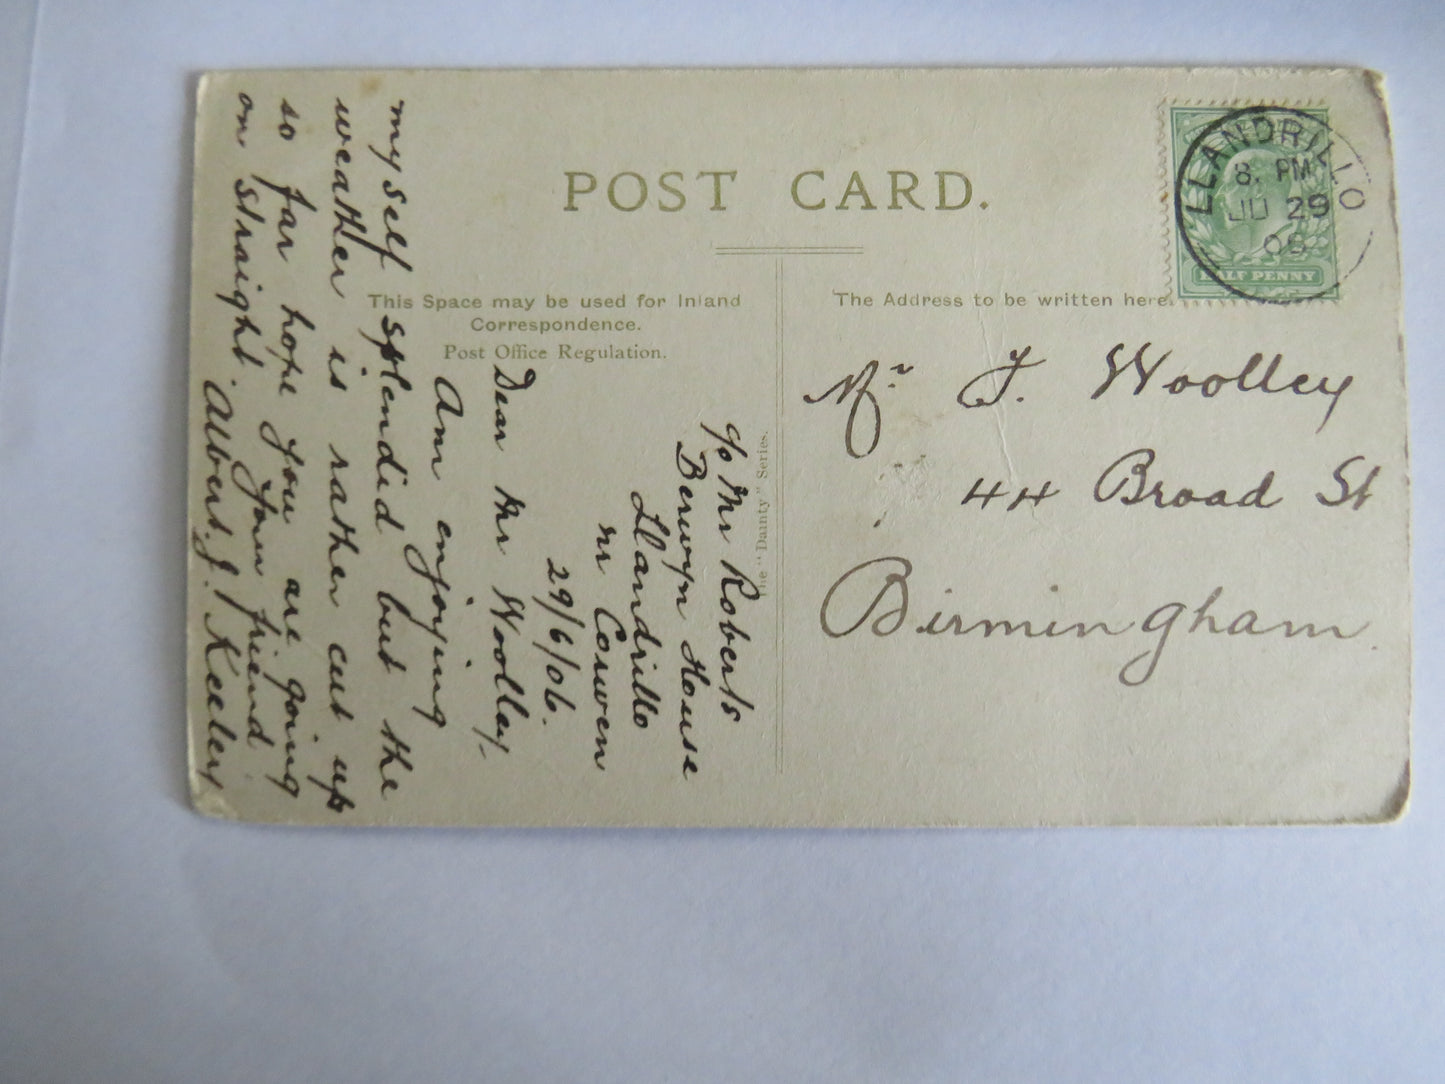 POST CARD.
This Space may be used for Inland
Correspondence.
Post Office Regulation.
The Address to be written here.
LLANDRILLO
8. PM
JU 29
06
HALF PENNY
The "Dainty" Series.
c/o Mr Roberts
Berwyn House
Llandrillo
nr Corwen
29/6/06.
Dear Mr Woolley,
Am enjoying
myself splendid but the
weather is rather cut up
so far hope you are going
on straight. Your friend
Albert. J. Keeley
Mr. J. Woolley
44 Broad St
Birmingham